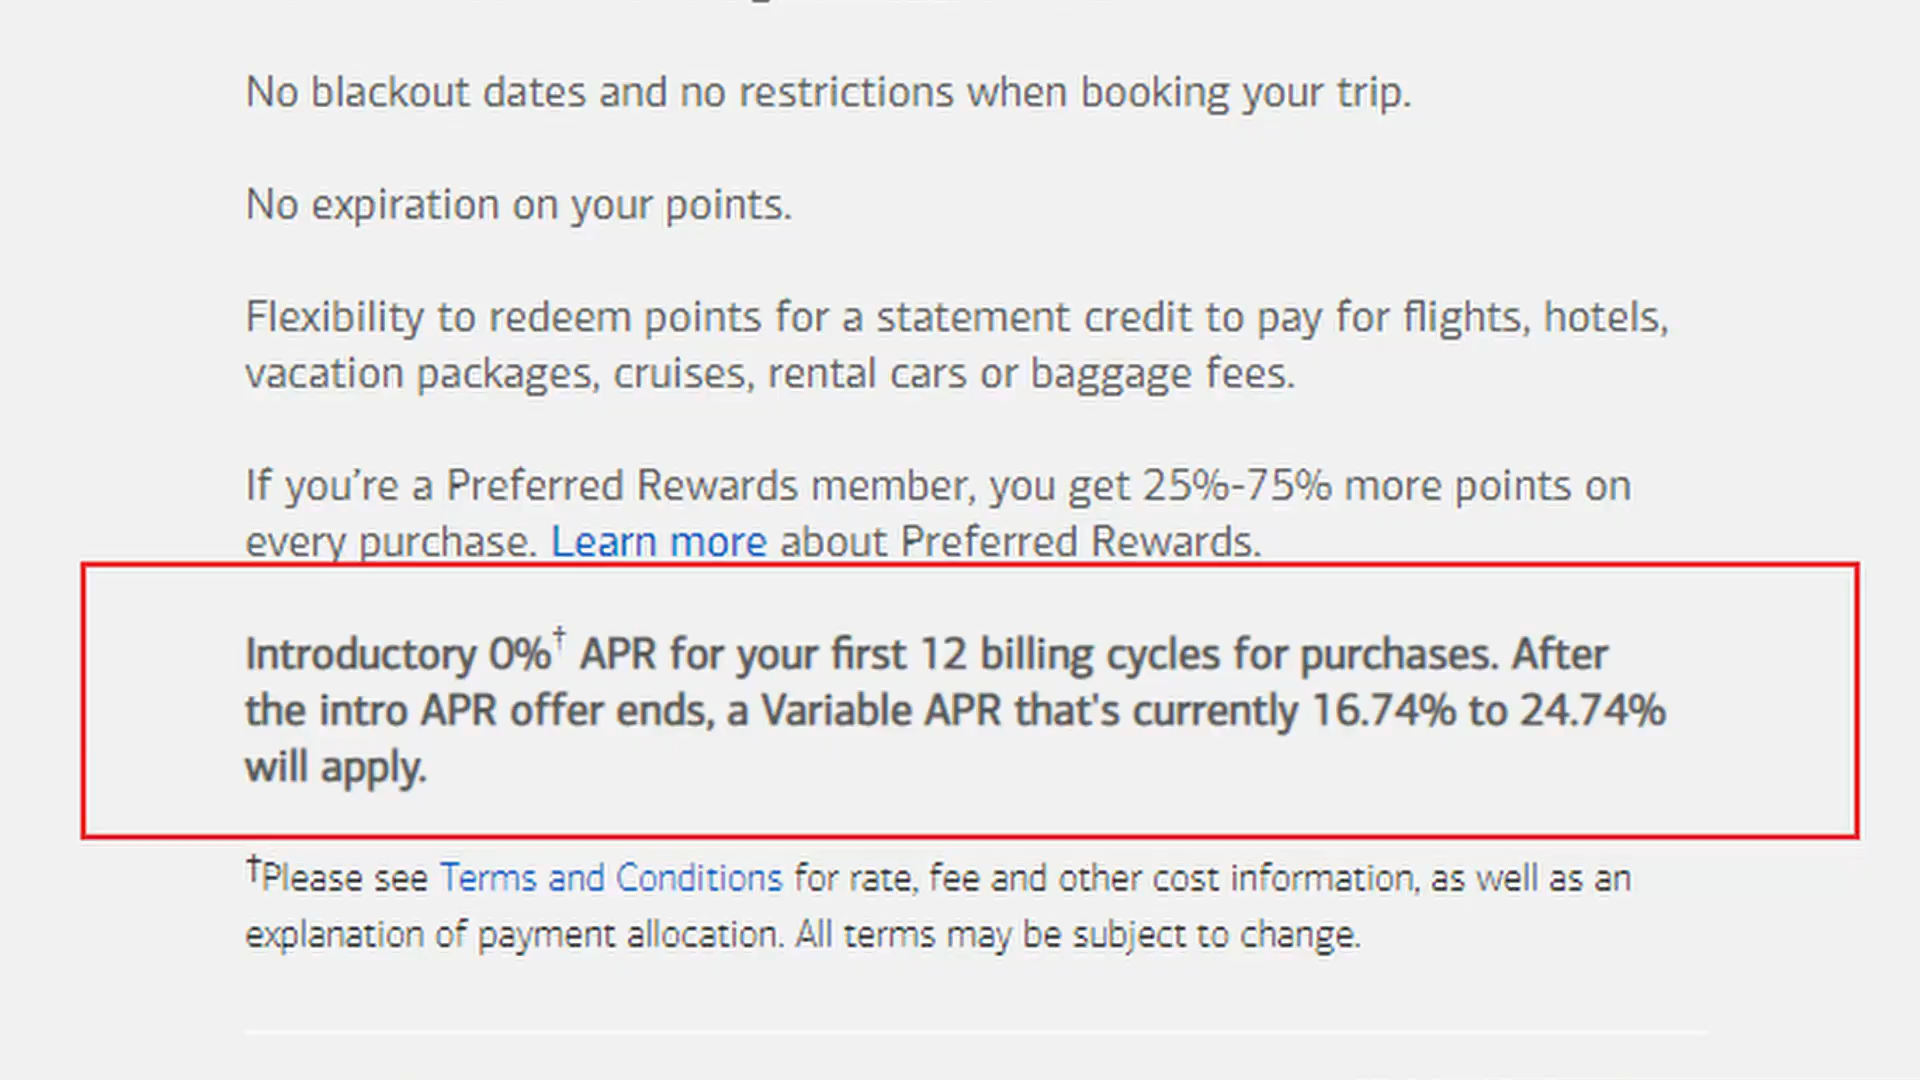 No blackout dates and no restrictions when booking your trip.
No expiration on your points.
Flexibility to redeem points for a statement credit to pay for flights, hotels,
vacation packages, cruises, rental cars or baggage fees.
If you’re a Preferred Rewards member, you get 25%-75% more points on
every purchase. Learn more about Preferred Rewards.
Introductory 0%† APR for your first 12 billing cycles for purchases. After
the intro APR offer ends, a Variable APR that's currently 16.74% to 24.74%
will apply.
†Please see Terms and Conditions for rate, fee and other cost information, as well as an
explanation of payment allocation. All terms may be subject to change.